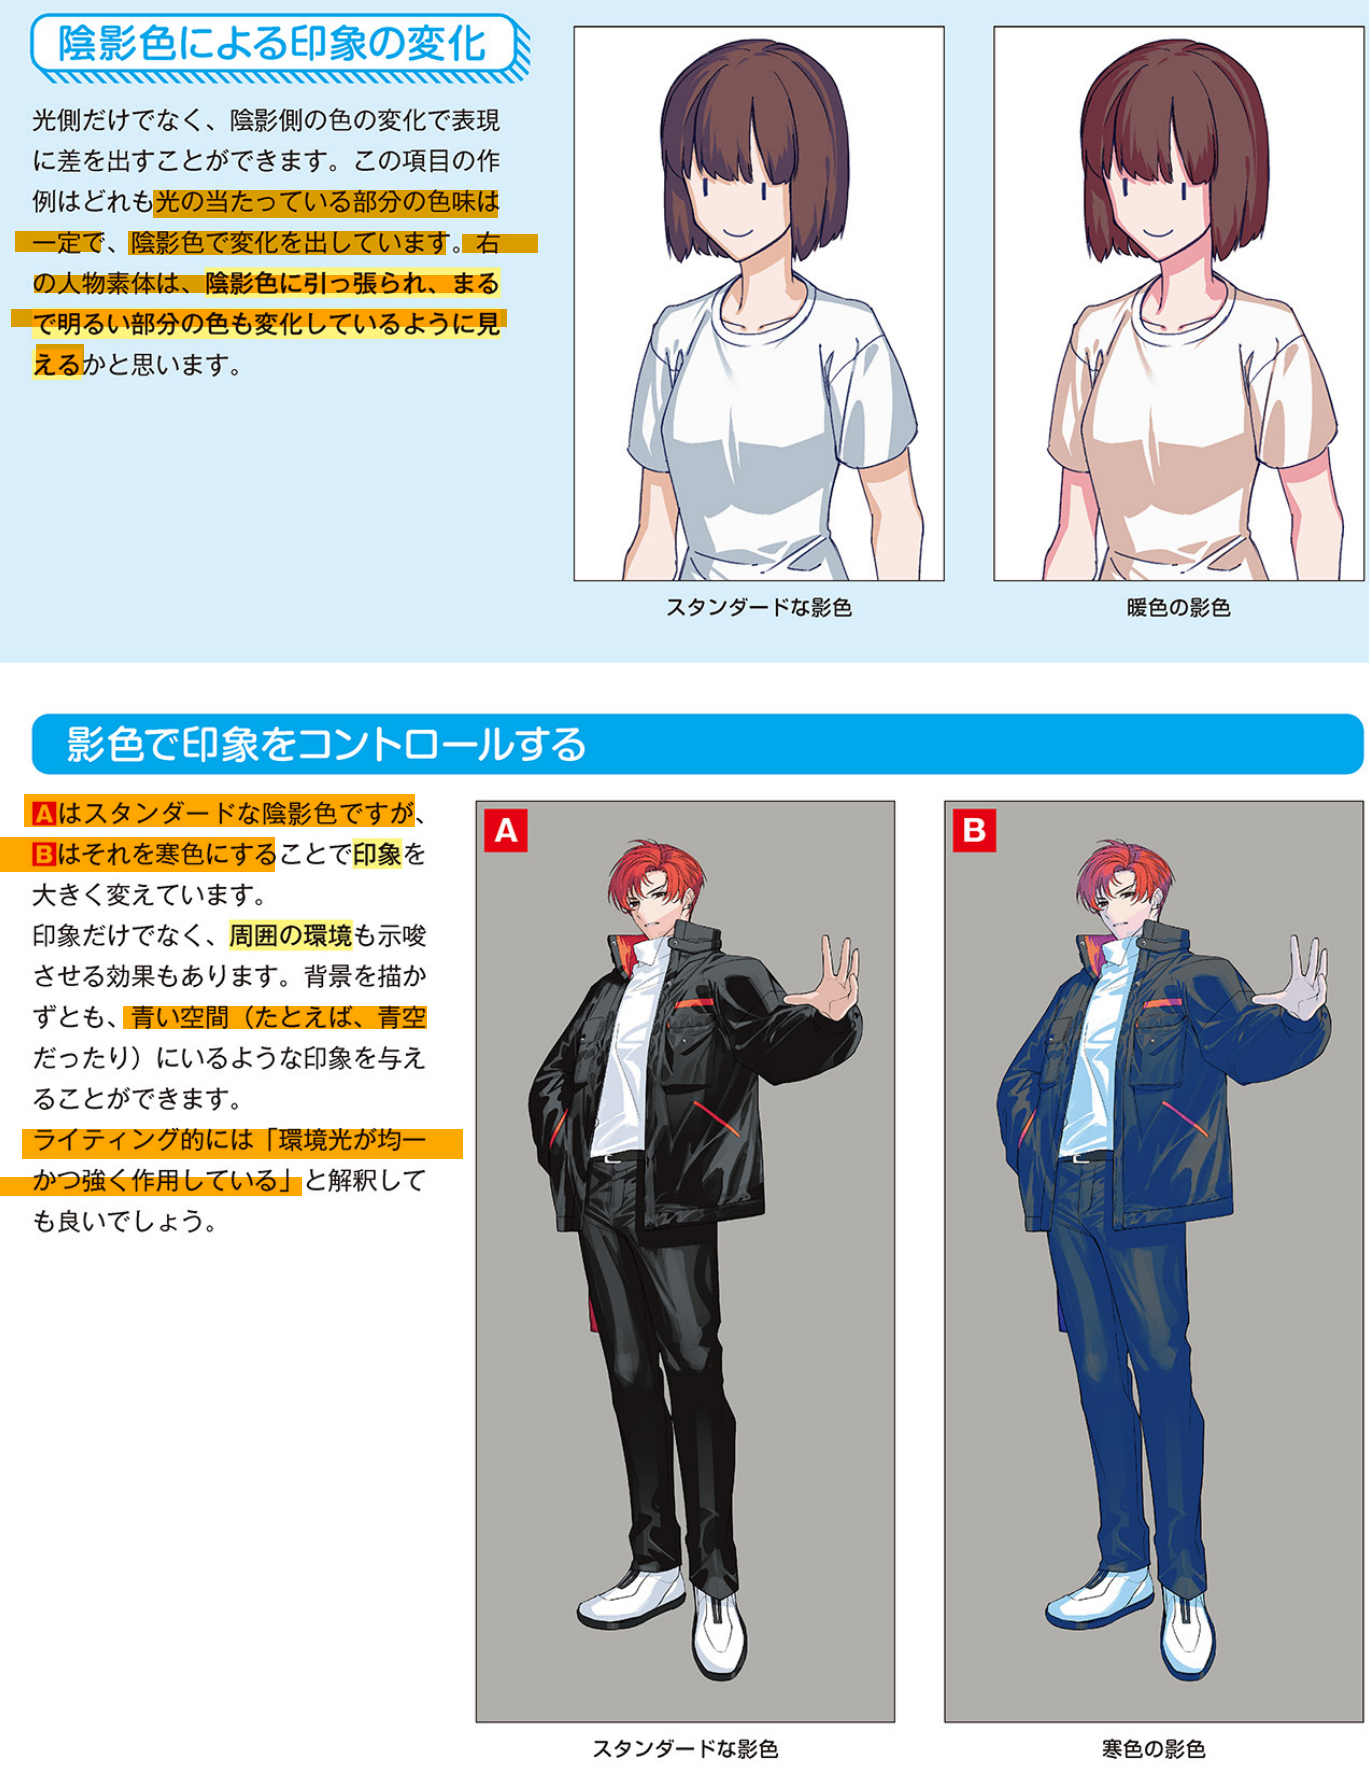 陰影色による印象の変化
光側だけでなく、陰影側の色の変化で表現
に差を出すことができます。この項目の作
例はどれも光の当たっている部分の色味は
一定で、陰影色で変化を出しています。右
の人物素体は、陰影色に引っ張られ、まる
で明るい部分の色も変化しているように見
えるかと思います。
スタンダードな影色
暖色の影色
影色で印象をコントロールする
Aはスタンダードな陰影色ですが、
Bはそれを寒色にすることで印象を
大きく変えています。
印象だけでなく、周囲の環境も示唆
させる効果もあります。背景を描か
ずとも、青い空間（たとえば、青空
だったり）にいるような印象を与え
ることができます。
ライティング的には「環境光が均一
かつ強く作用している」と解釈して
も良いでしょう。
A
B
スタンダードな影色
寒色の影色